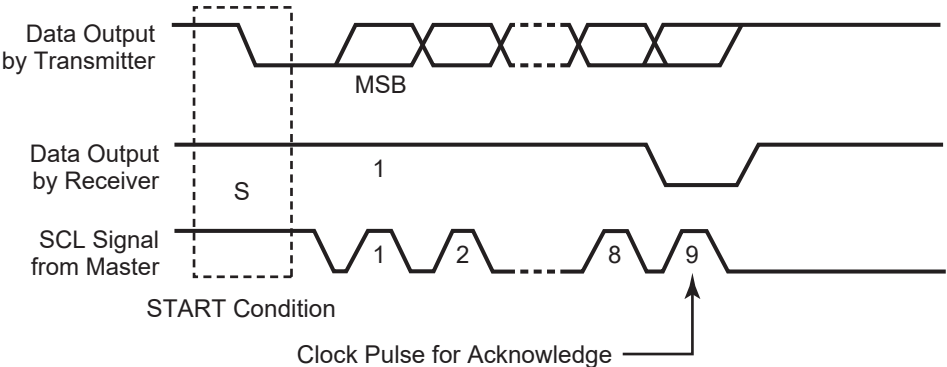 Data Output
by Transmitter
MSB
Data Output
by Receiver
1
S
SCL Signal
from Master
1
2
8
9
START Condition
Clock Pulse for Acknowledge